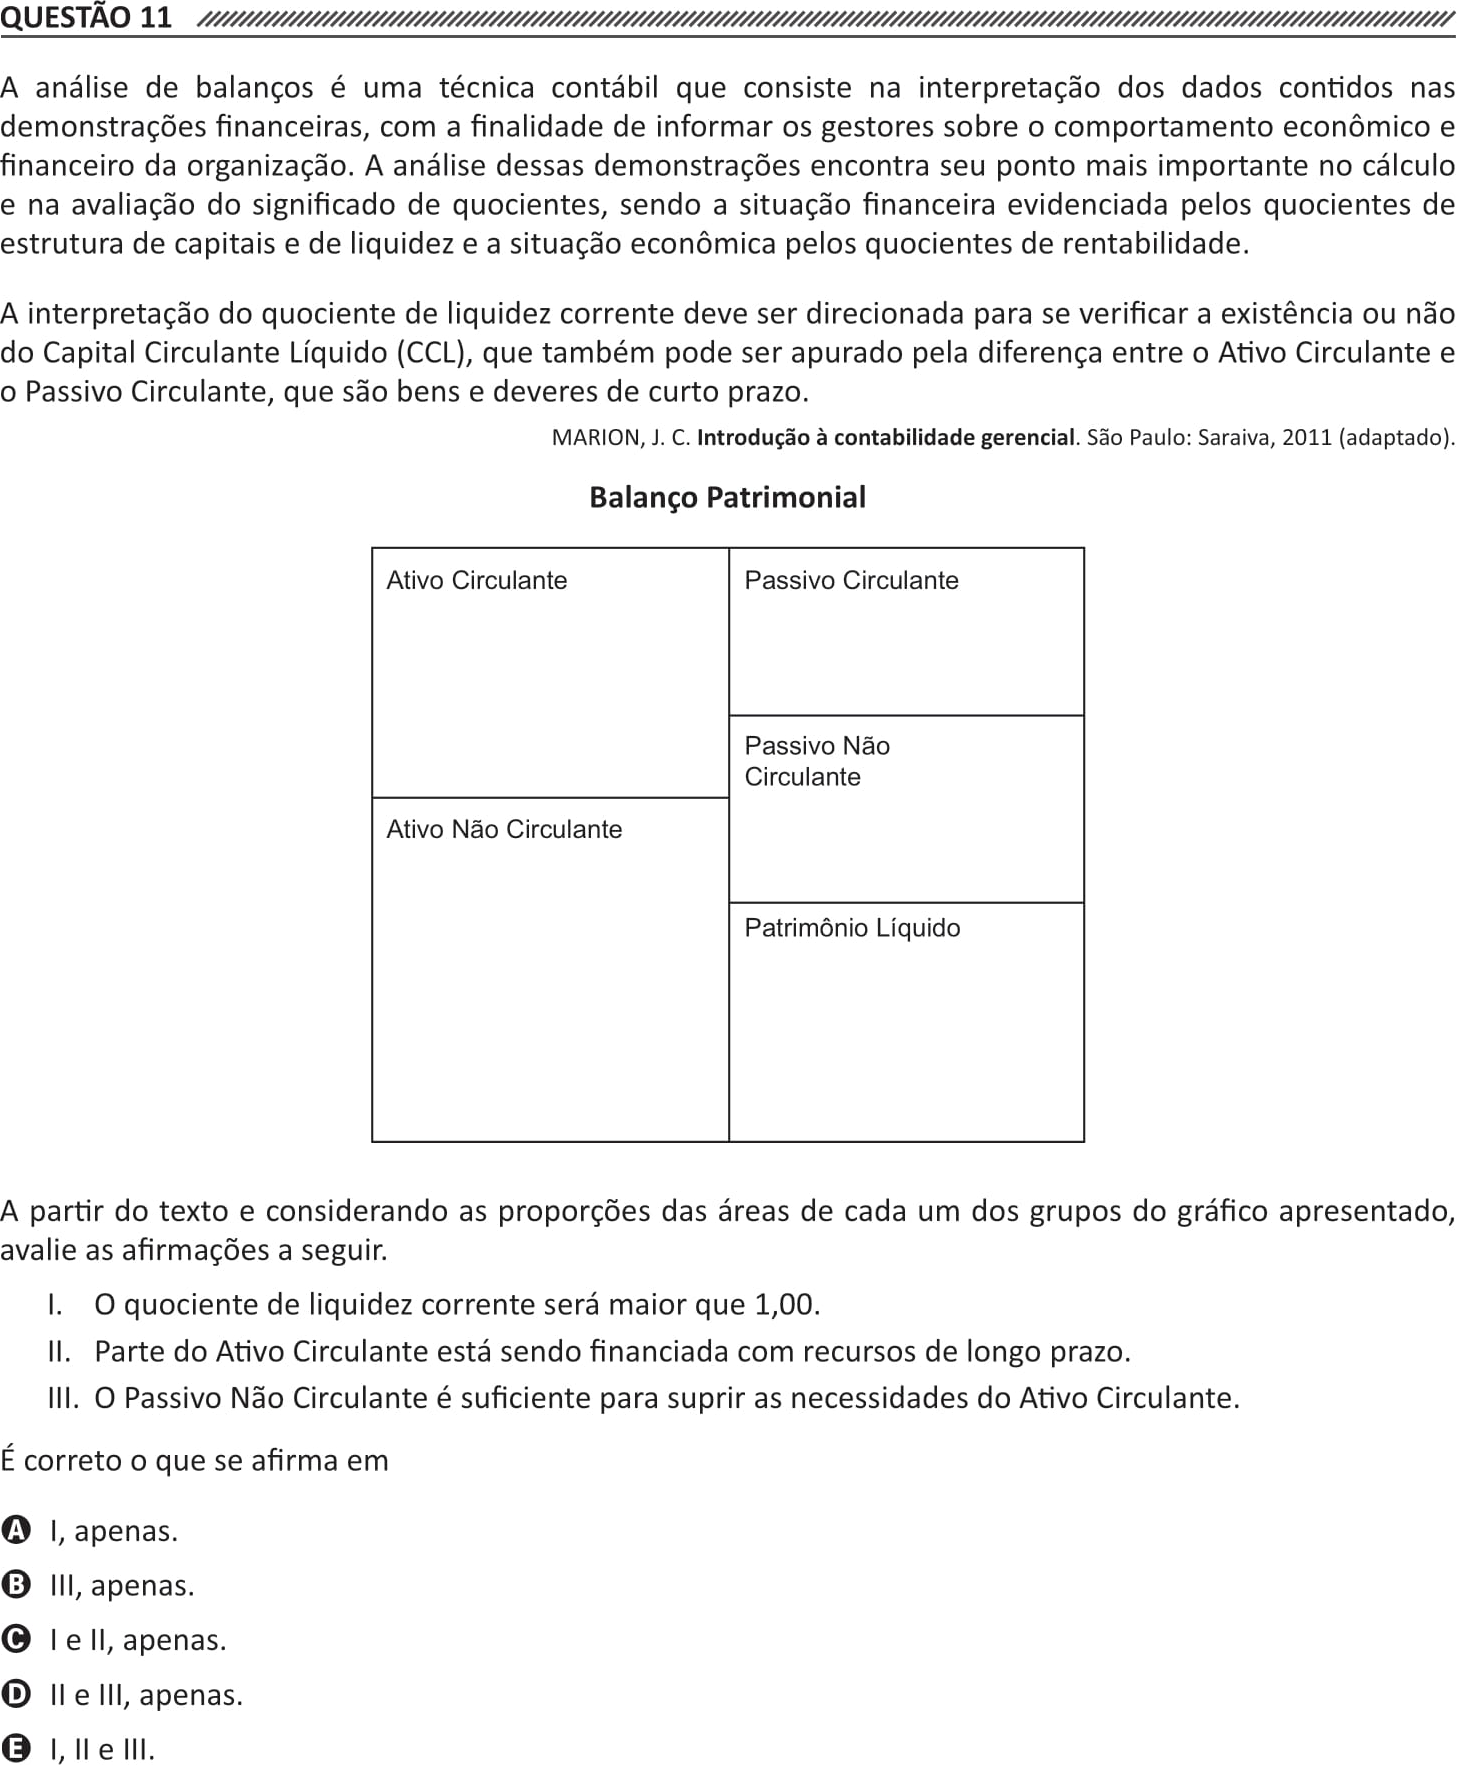 QUESTÃO 11
A análise de balanços é uma técnica contábil que consiste na interpretação dos dados contidos nas
demonstrações financeiras, com a finalidade de informar os gestores sobre o comportamento econômico e
financeiro da organização. A análise dessas demonstrações encontra seu ponto mais importante no cálculo
e na avaliação do significado de quocientes, sendo a situação financeira evidenciada pelos quocientes de
estrutura de capitais e de liquidez e a situação econômica pelos quocientes de rentabilidade.
A interpretação do quociente de liquidez corrente deve ser direcionada para se verificar a existência ou não
do Capital Circulante Líquido (CCL), que também pode ser apurado pela diferença entre o Ativo Circulante e
o Passivo Circulante, que são bens e deveres de curto prazo.
MARION, J. C. Introdução à contabilidade gerencial. São Paulo: Saraiva, 2011 (adaptado).
Balanço Patrimonial
Ativo Circulante
Passivo Circulante
Passivo Não
Circulante
Ativo Não Circulante
Patrimônio Líquido
A partir do texto e considerando as proporções das áreas de cada um dos grupos do gráfico apresentado,
avalie as afirmações a seguir.
I. O quociente de liquidez corrente será maior que 1,00.
II. Parte do Ativo Circulante está sendo financiada com recursos de longo prazo.
III. O Passivo Não Circulante é suficiente para suprir as necessidades do Ativo Circulante.
É correto o que se afirma em
A I, apenas.
B III, apenas.
C I e II, apenas.
D II e III, apenas.
E I, II e III.